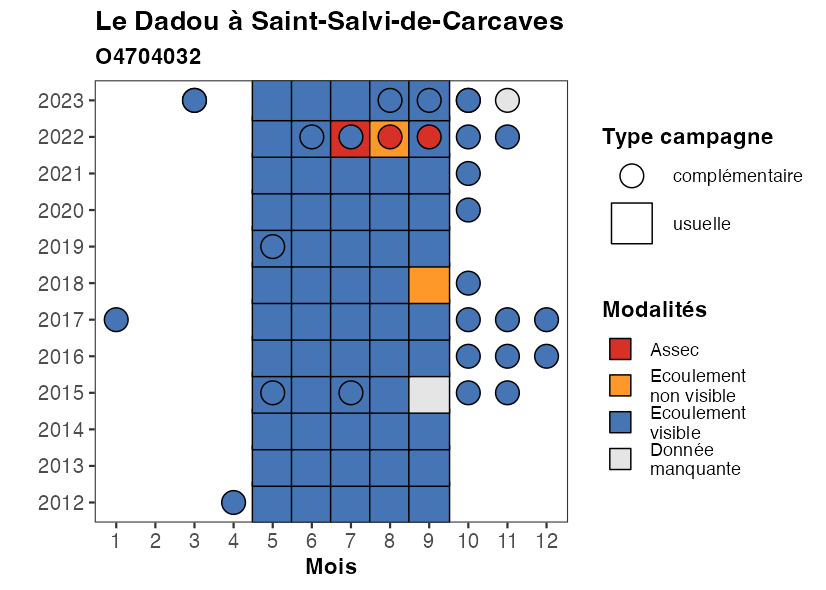 Le Dadou à Saint-Salvi-de-Carcaves
O4704032
2023
2022
2021
2020
2019
2018
2017
2016
2015
2014
2013
2012
1 2 3 4 5 6 7 8 9 10 11 12
Mois
Type campagne
complémentaire
usuelle
Modalités
Assec
Ecoulement
non visible
Ecoulement
visible
Donnée
manquante